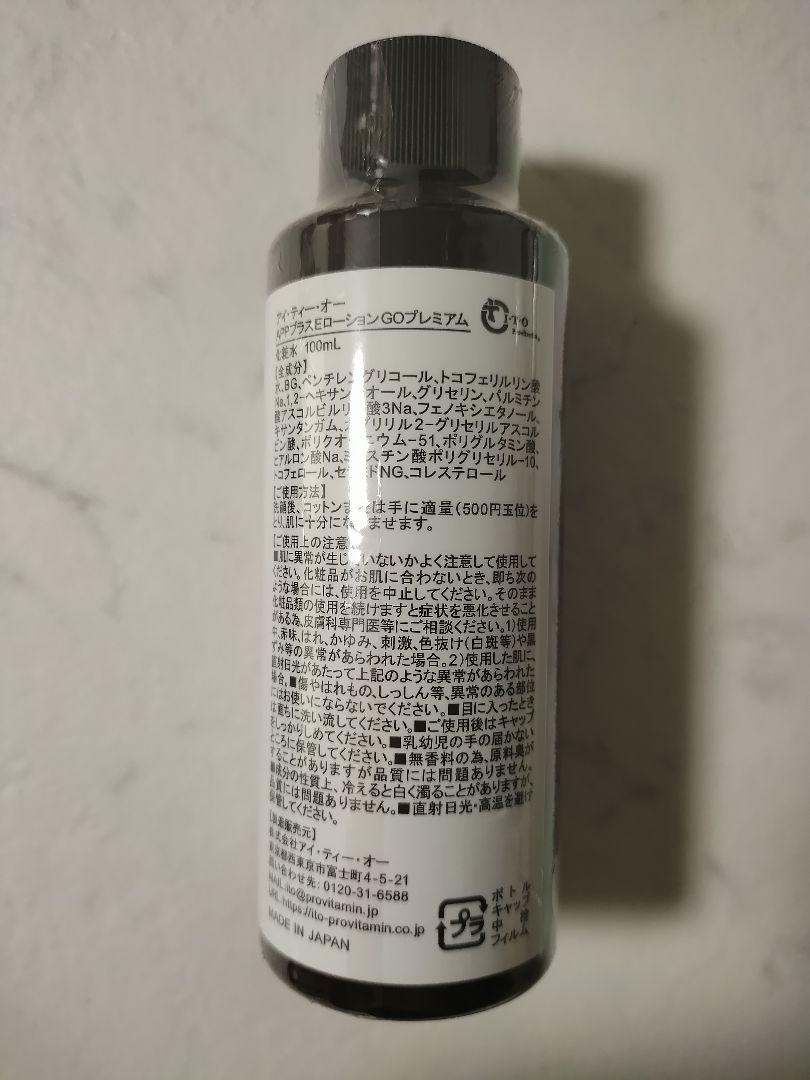 アイ・ティー・オー
APPプラスEローションGOプレミアム
I・T・O
化粧水 100mL
【全成分】
水、BG、ペンチレングリコール、トコフェリルリン酸
Na、1,2-ヘキサンジオール、グリセリン、パルミチン
酸アスコルビルリン酸3Na、フェノキシエタノール、
キサンタンガム、カプリリル2-グリセリルアスコル
ビン酸、ポリクオタニウム-51、ポリグルタミン酸、
ヒアルロン酸Na、ミリスチン酸ポリグリセリル-10、
トコフェロール、セラミドNG、コレステロール
【ご使用方法】
洗顔後、コットンまたは手に適量(500円玉位)を
とり、肌に十分になじませます。
【ご使用上の注意】
■肌に異常が生じていないかよく注意して使用して
ください。化粧品がお肌に合わないとき、即ち次の
ような場合には、使用を中止してください。そのまま
化粧品類の使用を続けますと症状を悪化させること
がある為、皮膚科専門医等にご相談ください。1)使用
中、赤味、はれ、かゆみ、刺激、色抜け(白斑等)や黒
ずみ等の異常があらわれた場合。2)使用した肌に、
直射日光があたって上記のような異常があらわれた
場合。■傷やはれもの、しっしん等、異常のある部位
にはお使いにならないでください。■目に入ったとき
は直ちに洗い流してください。■ご使用後はキャップ
をしっかりしめてください。■乳幼児の手の届かない
ところに保管してください。■無香料の為、原料臭が
することがありますが品質には問題ありません。
■成分の性質上、冷えると白く濁ることがありますが、
品質には問題ありません。■直射日光・高温を避け
保管してください。
【製造販売元】
株式会社アイ・ティー・オー
東京都西東京市富士町4-5-21
問い合わせ先: 0120-31-6588
MAIL:ito@provitamin.jp
URL:https://ito-provitamin.co.jp
MADE IN JAPAN
プラ
ボトル
キャップ
中栓
フィルム